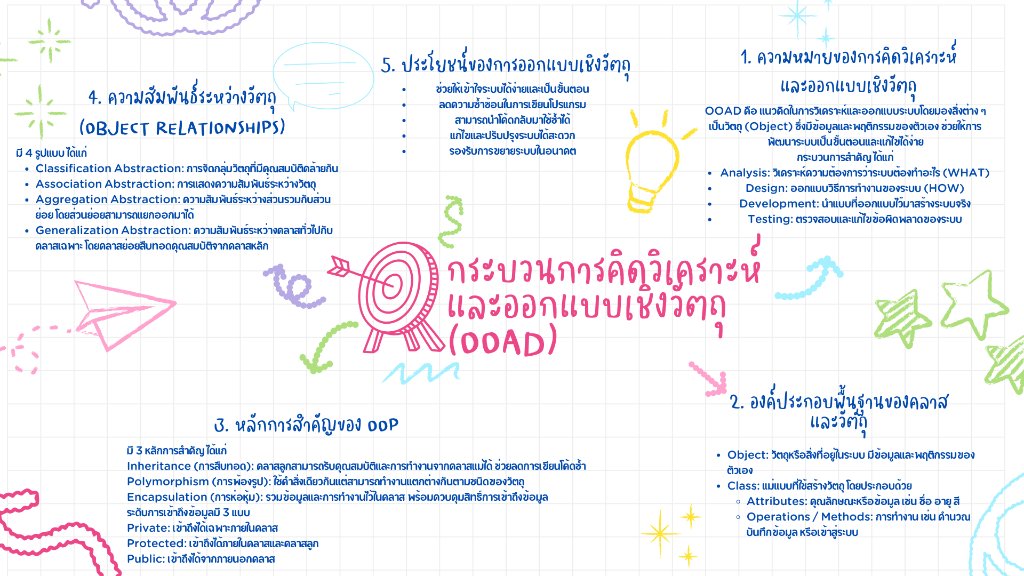 กระบวนการคิดวิเคราะห์
และออกแบบเชิงวัตถุ
(OOAD)
1. ความหมายของการคิดวิเคราะห์
และออกแบบเชิงวัตถุ
OOAD คือ แนวคิดในการวิเคราะห์และออกแบบระบบโดยมองสิ่งต่าง ๆ
เป็นวัตถุ (Object) ซึ่งมีข้อมูลและพฤติกรรมของตัวเอง ช่วยให้การ
พัฒนาระบบเป็นขั้นตอนและแก้ไขได้ง่าย
กระบวนการสำคัญ ได้แก่
• Analysis: วิเคราะห์ความต้องการว่าระบบต้องทำอะไร (WHAT)
• Design: ออกแบบวิธีการทำงานของระบบ (HOW)
• Development: นำแบบที่ออกแบบไว้มาสร้างระบบจริง
• Testing: ตรวจสอบและแก้ไขข้อผิดพลาดของระบบ
2. องค์ประกอบพื้นฐานของคลาส
และวัตถุ
• Object: วัตถุหรือสิ่งที่อยู่ในระบบ มีข้อมูลและพฤติกรรมของ
ตัวเอง
• Class: แม่แบบที่ใช้สร้างวัตถุ โดยประกอบด้วย
◦ Attributes: คุณลักษณะหรือข้อมูล เช่น ชื่อ อายุ สี
◦ Operations / Methods: การทำงาน เช่น คำนวณ
บันทึกข้อมูล หรือเข้าสู่ระบบ
3. หลักการสำคัญของ OOP
มี 3 หลักการสำคัญ ได้แก่
Inheritance (การสืบทอด): คลาสลูกสามารถรับคุณสมบัติและการทำงานจากคลาสแม่ได้ ช่วยลดการเขียนโค้ดซ้ำ
Polymorphism (การพ้องรูป): ใช้คำสั่งเดียวกันแต่สามารถทำงานแตกต่างกันตามชนิดของวัตถุ
Encapsulation (การห่อหุ้ม): รวมข้อมูลและการทำงานไว้ในคลาส พร้อมควบคุมสิทธิ์การเข้าถึงข้อมูล
ระดับการเข้าถึงข้อมูลมี 3 แบบ
Private: เข้าถึงได้เฉพาะภายในคลาส
Protected: เข้าถึงได้ภายในคลาสและคลาสลูก
Public: เข้าถึงได้จากภายนอกคลาส
4. ความสัมพันธ์ระหว่างวัตถุ
(OBJECT RELATIONSHIPS)
มี 4 รูปแบบ ได้แก่
• Classification Abstraction: การจัดกลุ่มวัตถุที่มีคุณสมบัติคล้ายกัน
• Association Abstraction: การแสดงความสัมพันธ์ระหว่างวัตถุ
• Aggregation Abstraction: ความสัมพันธ์ระหว่างส่วนรวมกับส่วน
ย่อย โดยส่วนย่อยสามารถแยกออกมาได้
• Generalization Abstraction: ความสัมพันธ์ระหว่างคลาสทั่วไปกับ
คลาสเฉพาะ โดยคลาสย่อยสืบทอดคุณสมบัติจากคลาสหลัก
5. ประโยชน์ของการออกแบบเชิงวัตถุ
• ช่วยให้เข้าใจระบบได้ง่ายและเป็นขั้นตอน
• ลดความซ้ำซ้อนในการเขียนโปรแกรม
• สามารถนำโค้ดกลับมาใช้ซ้ำได้
• แก้ไขและปรับปรุงระบบได้สะดวก
• รองรับการขยายระบบในอนาคต